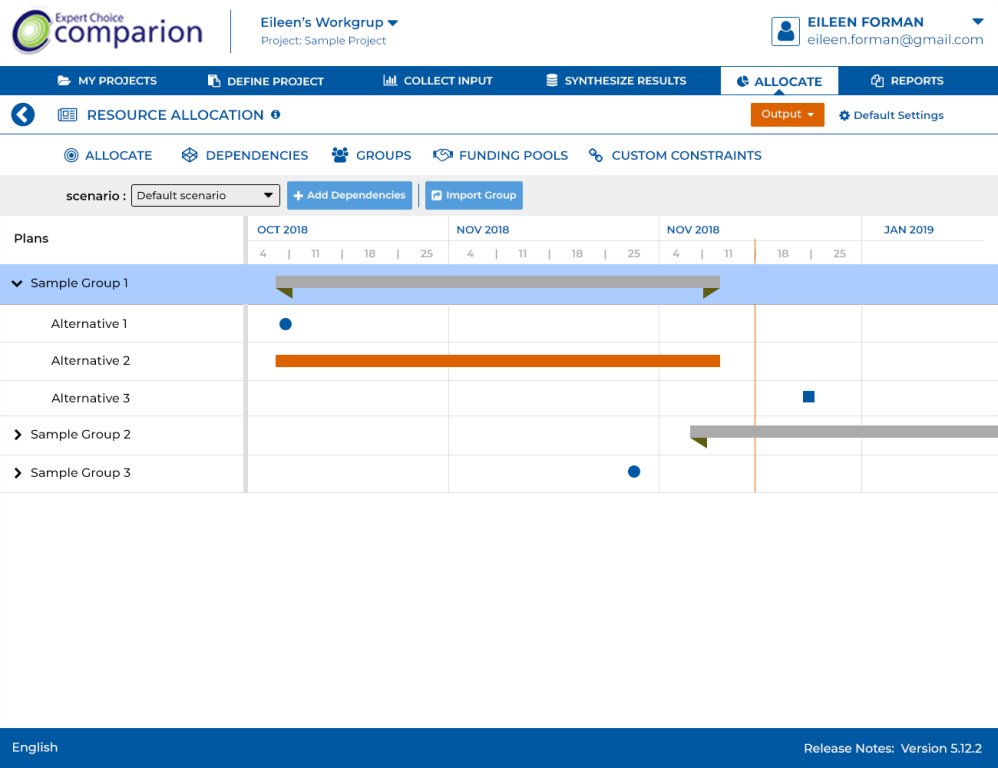 Expert Choice
comparion
Eileen's Workgrup
Project: Sample Project
EILEEN FORMAN
eileen.forman@gmail.com
MY PROJECTS DEFINE PROJECT COLLECT INPUT SYNTHESIZE RESULTS ALLOCATE REPORTS
RESOURCE ALLOCATION Output Default Settings
ALLOCATE DEPENDENCIES GROUPS FUNDING POOLS CUSTOM CONSTRAINTS
scenario : Default scenario + Add Dependencies Import Group
Plans
OCT 2018 NOV 2018 NOV 2018 JAN 2019
4 | 11 | 18 | 25 4 | 11 | 18 | 25 4 | 11 | 18 | 25
Sample Group 1
Alternative 1
Alternative 2
Alternative 3
Sample Group 2
Sample Group 3
English Release Notes: Version 5.12.2